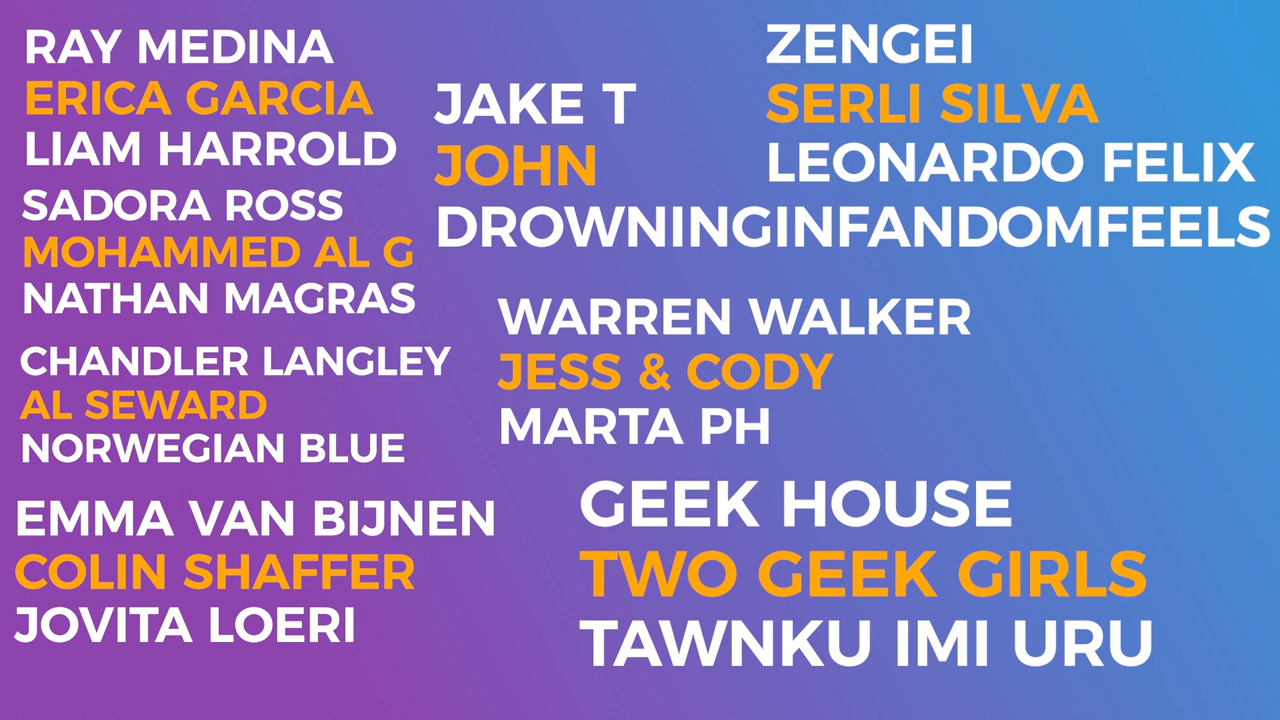 RAY MEDINA
ERICA GARCIA
LIAM HARROLD
SADORA ROSS
MOHAMMED AL G
NATHAN MAGRAS
CHANDLER LANGLEY
AL SEWARD
NORWEGIAN BLUE
EMMA VAN BIJNEN
COLIN SHAFFER
JOVITA LOERI
JAKE T
JOHN
DROWNINGINFANDOMFEELS
ZENGEI
SERLI SILVA
LEONARDO FELIX
WARREN WALKER
JESS & CODY
MARTA PH
GEEK HOUSE
TWO GEEK GIRLS
TAWNKU IMI URU